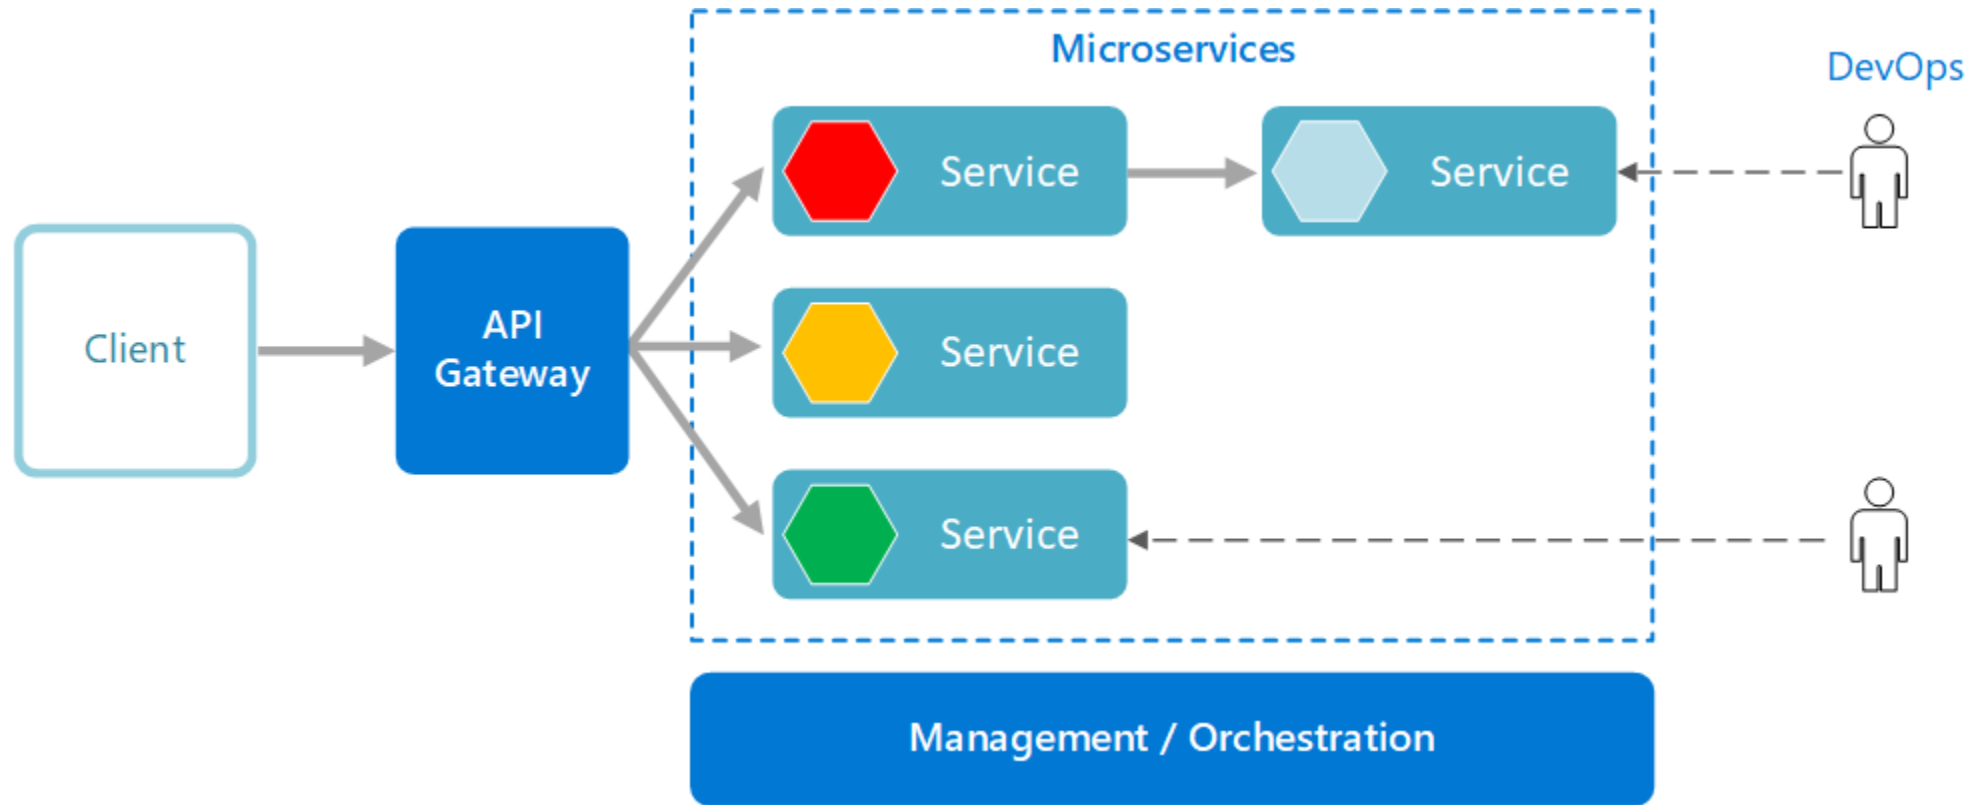 Microservices
DevOps
Service
Service
Client
API
Gateway
Service
Service
Management / Orchestration